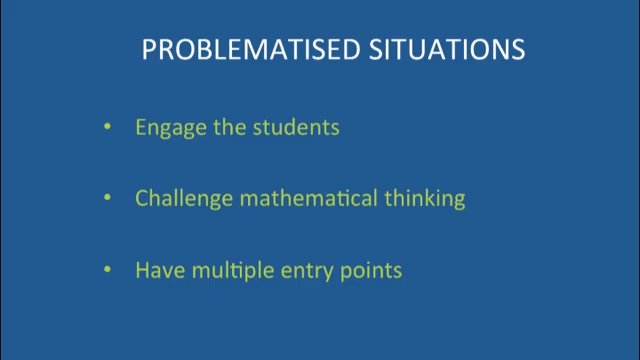 PROBLEMATISED SITUATIONS
• Engage the students
• Challenge mathematical thinking
• Have multiple entry points